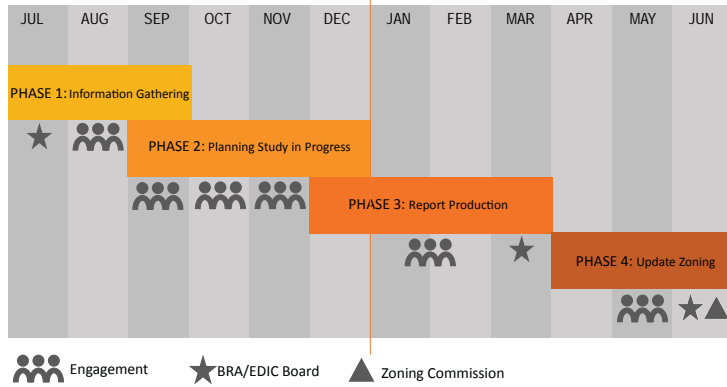 JUL AUG SEP OCT NOV DEC JAN FEB MAR APR MAY JUN
PHASE 1: Information Gathering
PHASE 2: Planning Study in Progress
PHASE 3: Report Production
PHASE 4: Update Zoning
Engagement BRA/EDIC Board Zoning Commission